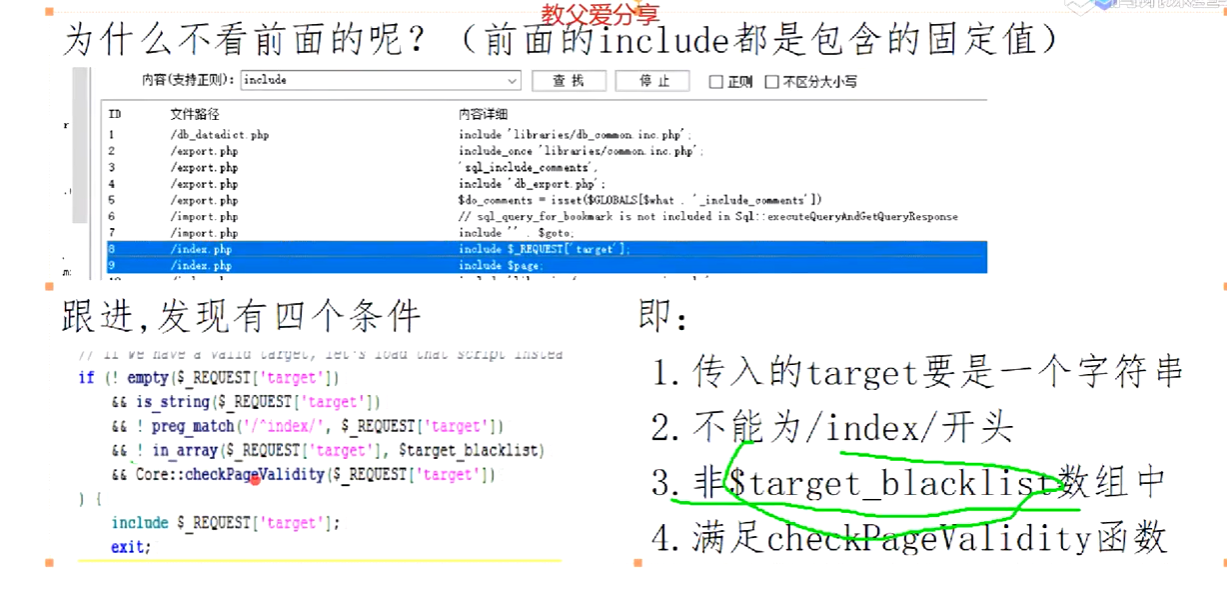 教父爱分享
为什么不看前面的呢？（前面的include都是包含的固定值）
内容(支持正则): include 查 找 停 止 正则 不区分大小写
ID 文件路径 内容详细
1 /db_datadict.php include 'libraries/db_common.inc.php';
2 /export.php include_once 'libraries/common.inc.php';
3 /export.php 'sql_include_comments',
4 /export.php include 'db_export.php';
5 /export.php $do_comments = isset($GLOBALS[$what . '_include_comments'])
6 /import.php // sql_query_for_bookmark is not included in Sql::executeQueryAndGetQueryResponse
7 /import.php include '' . $goto;
8 /index.php include $_REQUEST['target'];
9 /index.php include $page;
跟进,发现有四个条件
// If we have a valid target, let's load that script instea
if (! empty($_REQUEST['target'])
&& is_string($_REQUEST['target'])
&& ! preg_match('/^index/', $_REQUEST['target'])
&& ! in_array($_REQUEST['target'], $target_blacklist)
&& Core::checkPageValidity($_REQUEST['target'])
) {
include $_REQUEST['target'];
exit;
即：
1.传入的target要是一个字符串
2.不能为/index/开头
3.非$target_blacklist数组中
4.满足checkPageValidity函数